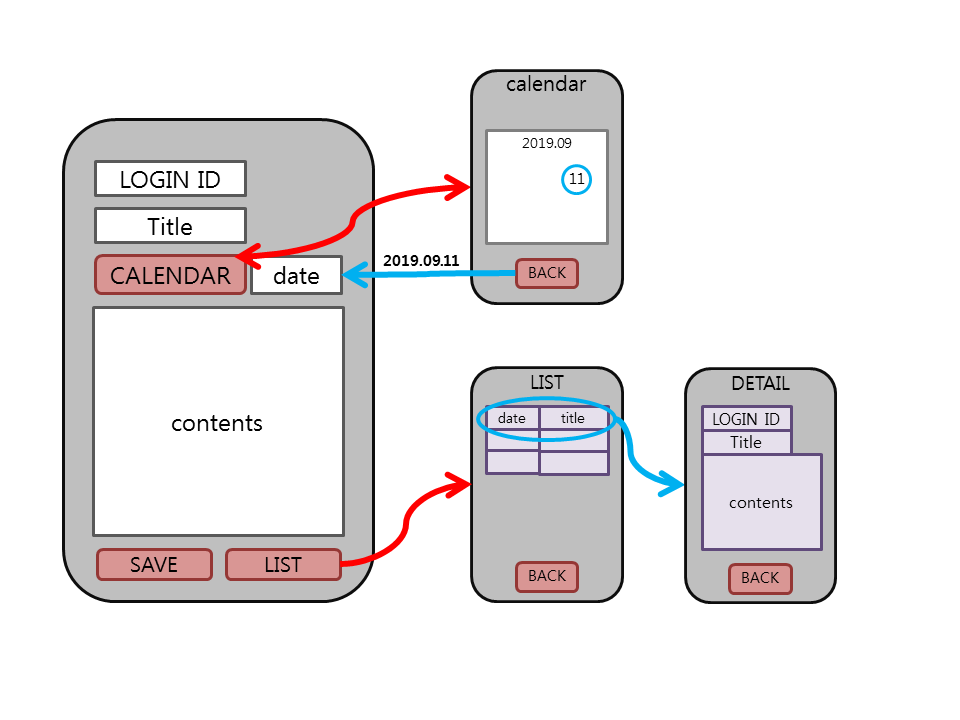 LOGIN ID
Title
CALENDAR
date
contents
SAVE
LIST
calendar
2019.09
11
2019.09.11
BACK
LIST
date
title
BACK
DETAIL
LOGIN ID
Title
contents
BACK